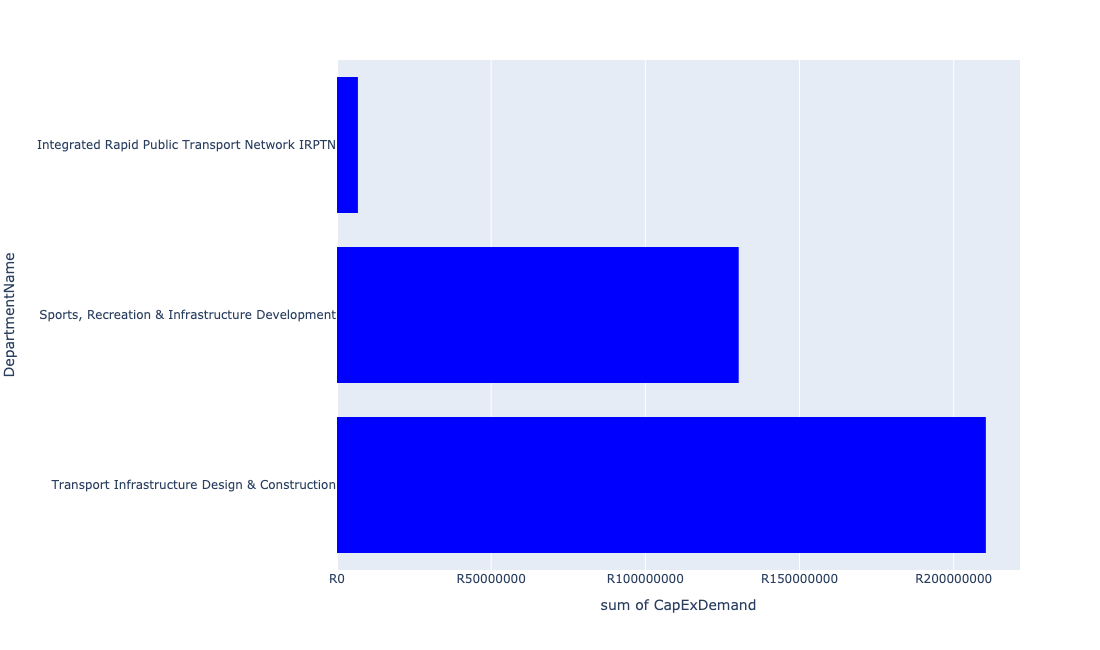 Integrated Rapid Public Transport Network IRPTN
Sports, Recreation & Infrastructure Development
Transport Infrastructure Design & Construction
DepartmentName
R0
R50000000
R100000000
R150000000
R200000000
sum of CapExDemand